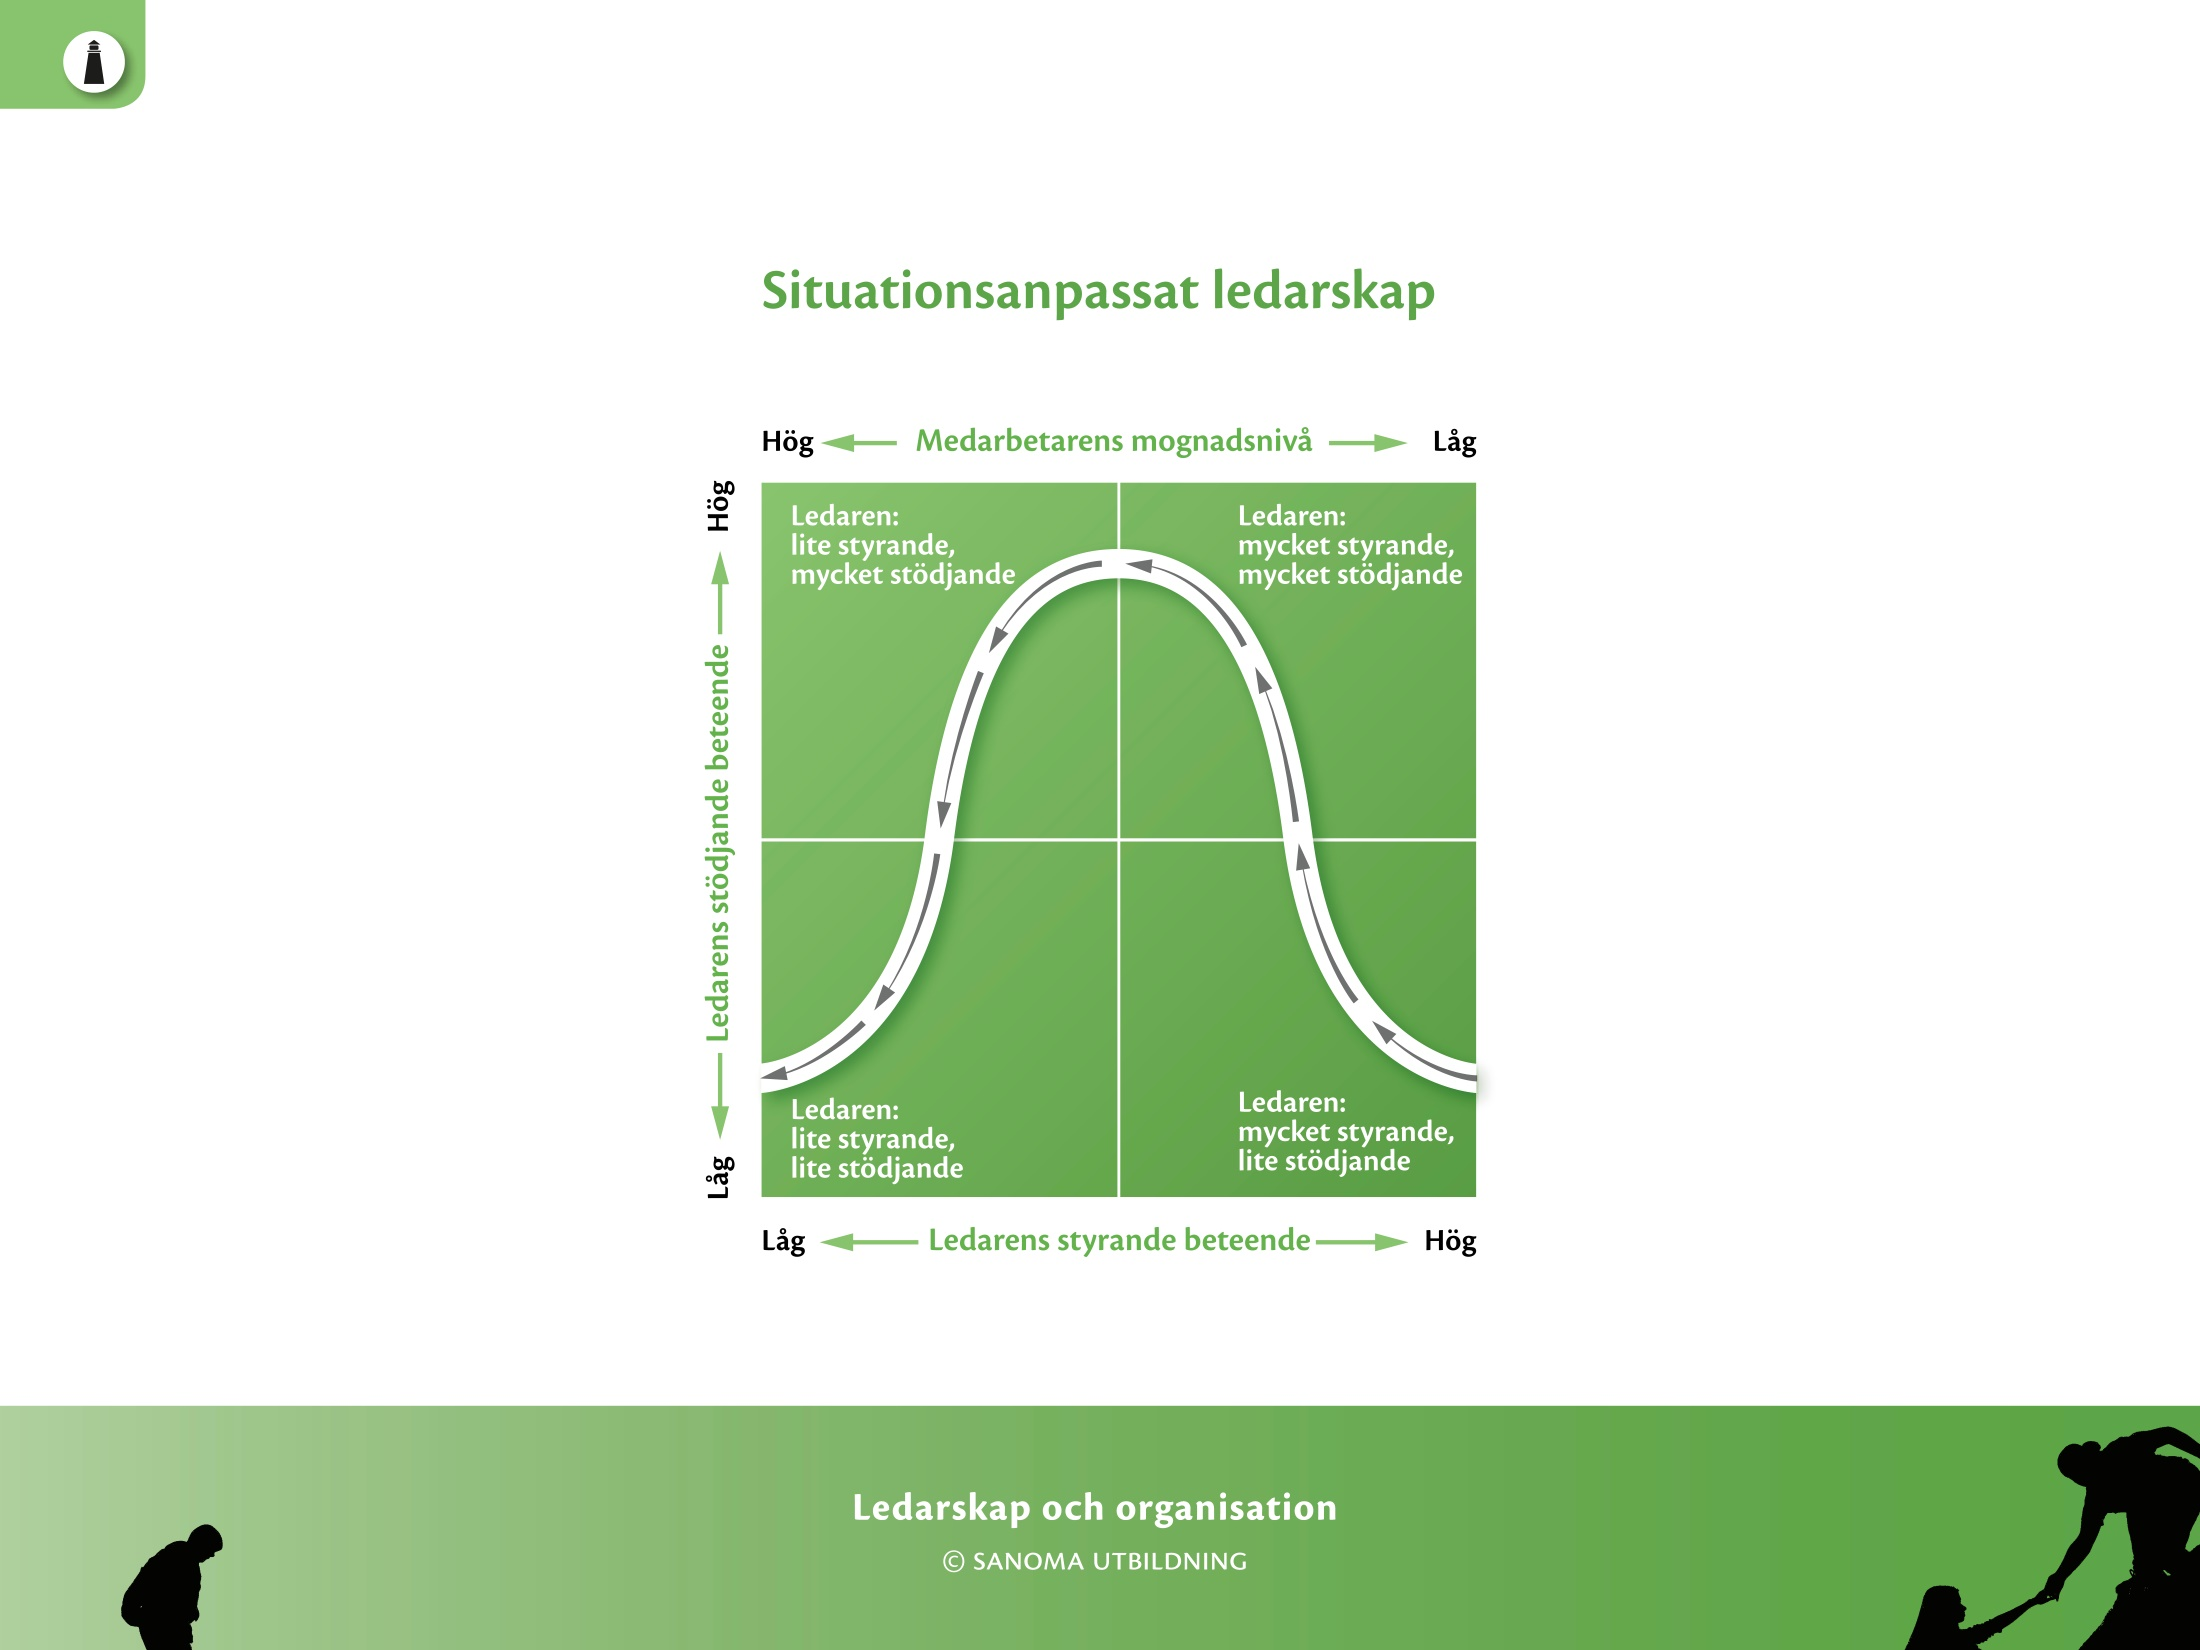 Situationsanpassat ledarskap
Hög
Medarbetarens mognadsnivå
Låg
Hög
Ledarens stödjande beteende
Låg
Ledaren:
lite styrande,
mycket stödjande
Ledaren:
mycket styrande,
mycket stödjande
Ledaren:
lite styrande,
lite stödjande
Ledaren:
mycket styrande,
lite stödjande
Låg
Ledarens styrande beteende
Hög
Ledarskap och organisation
© SANOMA UTBILDNING